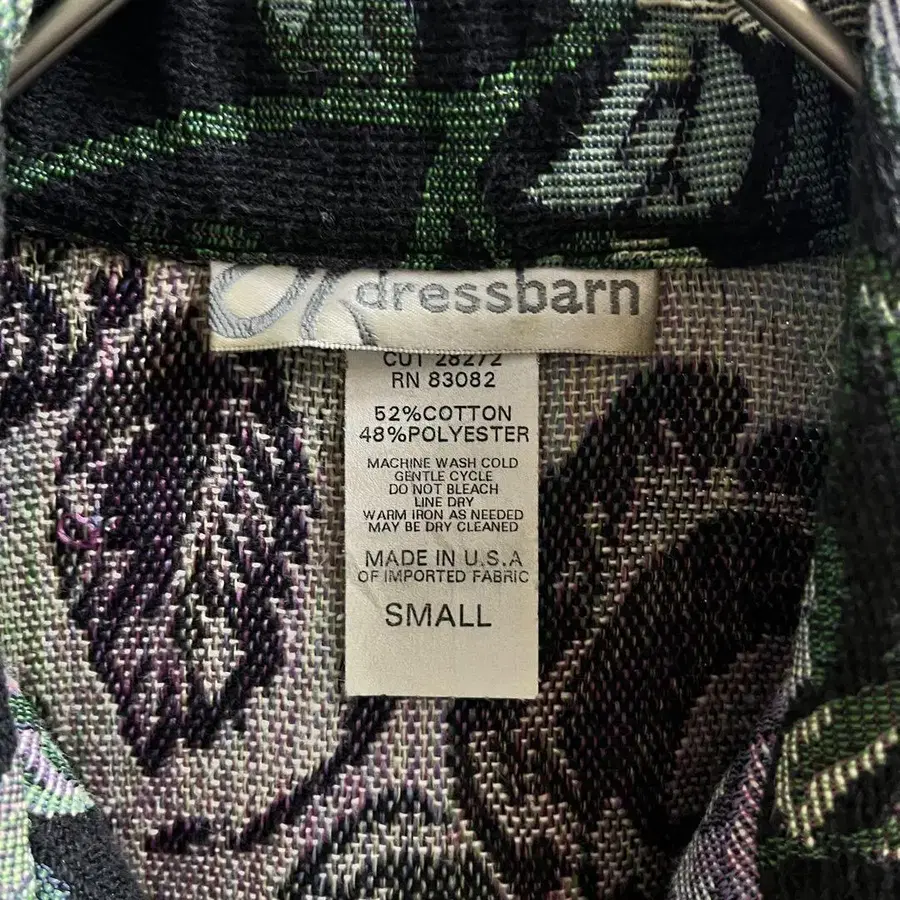 dressbarn
CUT 28272
RN 83082
52%COTTON
48%POLYESTER
MACHINE WASH COLD
GENTLE CYCLE
DO NOT BLEACH
LINE DRY
WARM IRON AS NEEDED
MAY BE DRY CLEANED
MADE IN U.S.A
OF IMPORTED FABRIC
SMALL